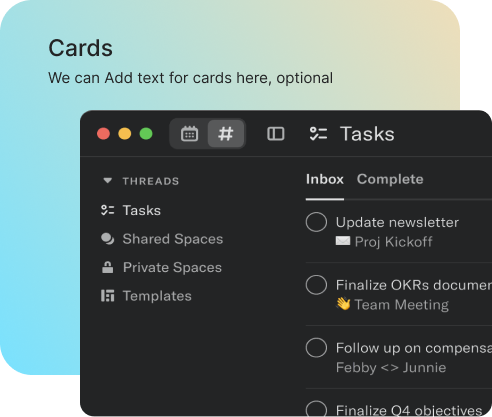 Cards
We can Add text for cards here, optional
Tasks
THREADS
Tasks
Shared Spaces
Private Spaces
Templates
Inbox Complete
Update newsletter
Proj Kickoff
Finalize OKRs documen
Team Meeting
Follow up on compensa
Febby <> Junnie
Finalize Q4 objectives